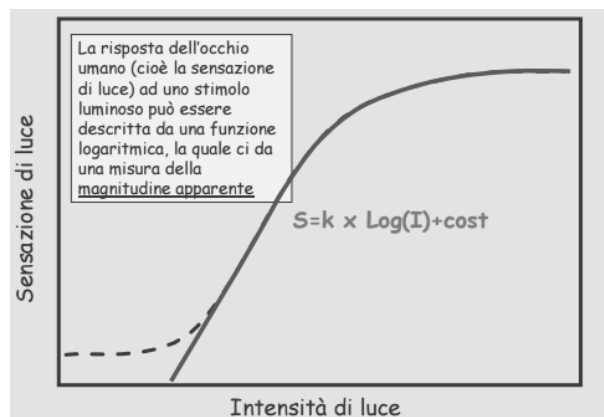 La risposta dell'occhio
umano (cioè la sensazione
di luce) ad uno stimolo
luminoso può essere
descritta da una funzione
logaritmica, la quale ci da
una misura della
magnitudine apparente
S=k x Log(I)+cost
Sensazione di luce
Intensità di luce